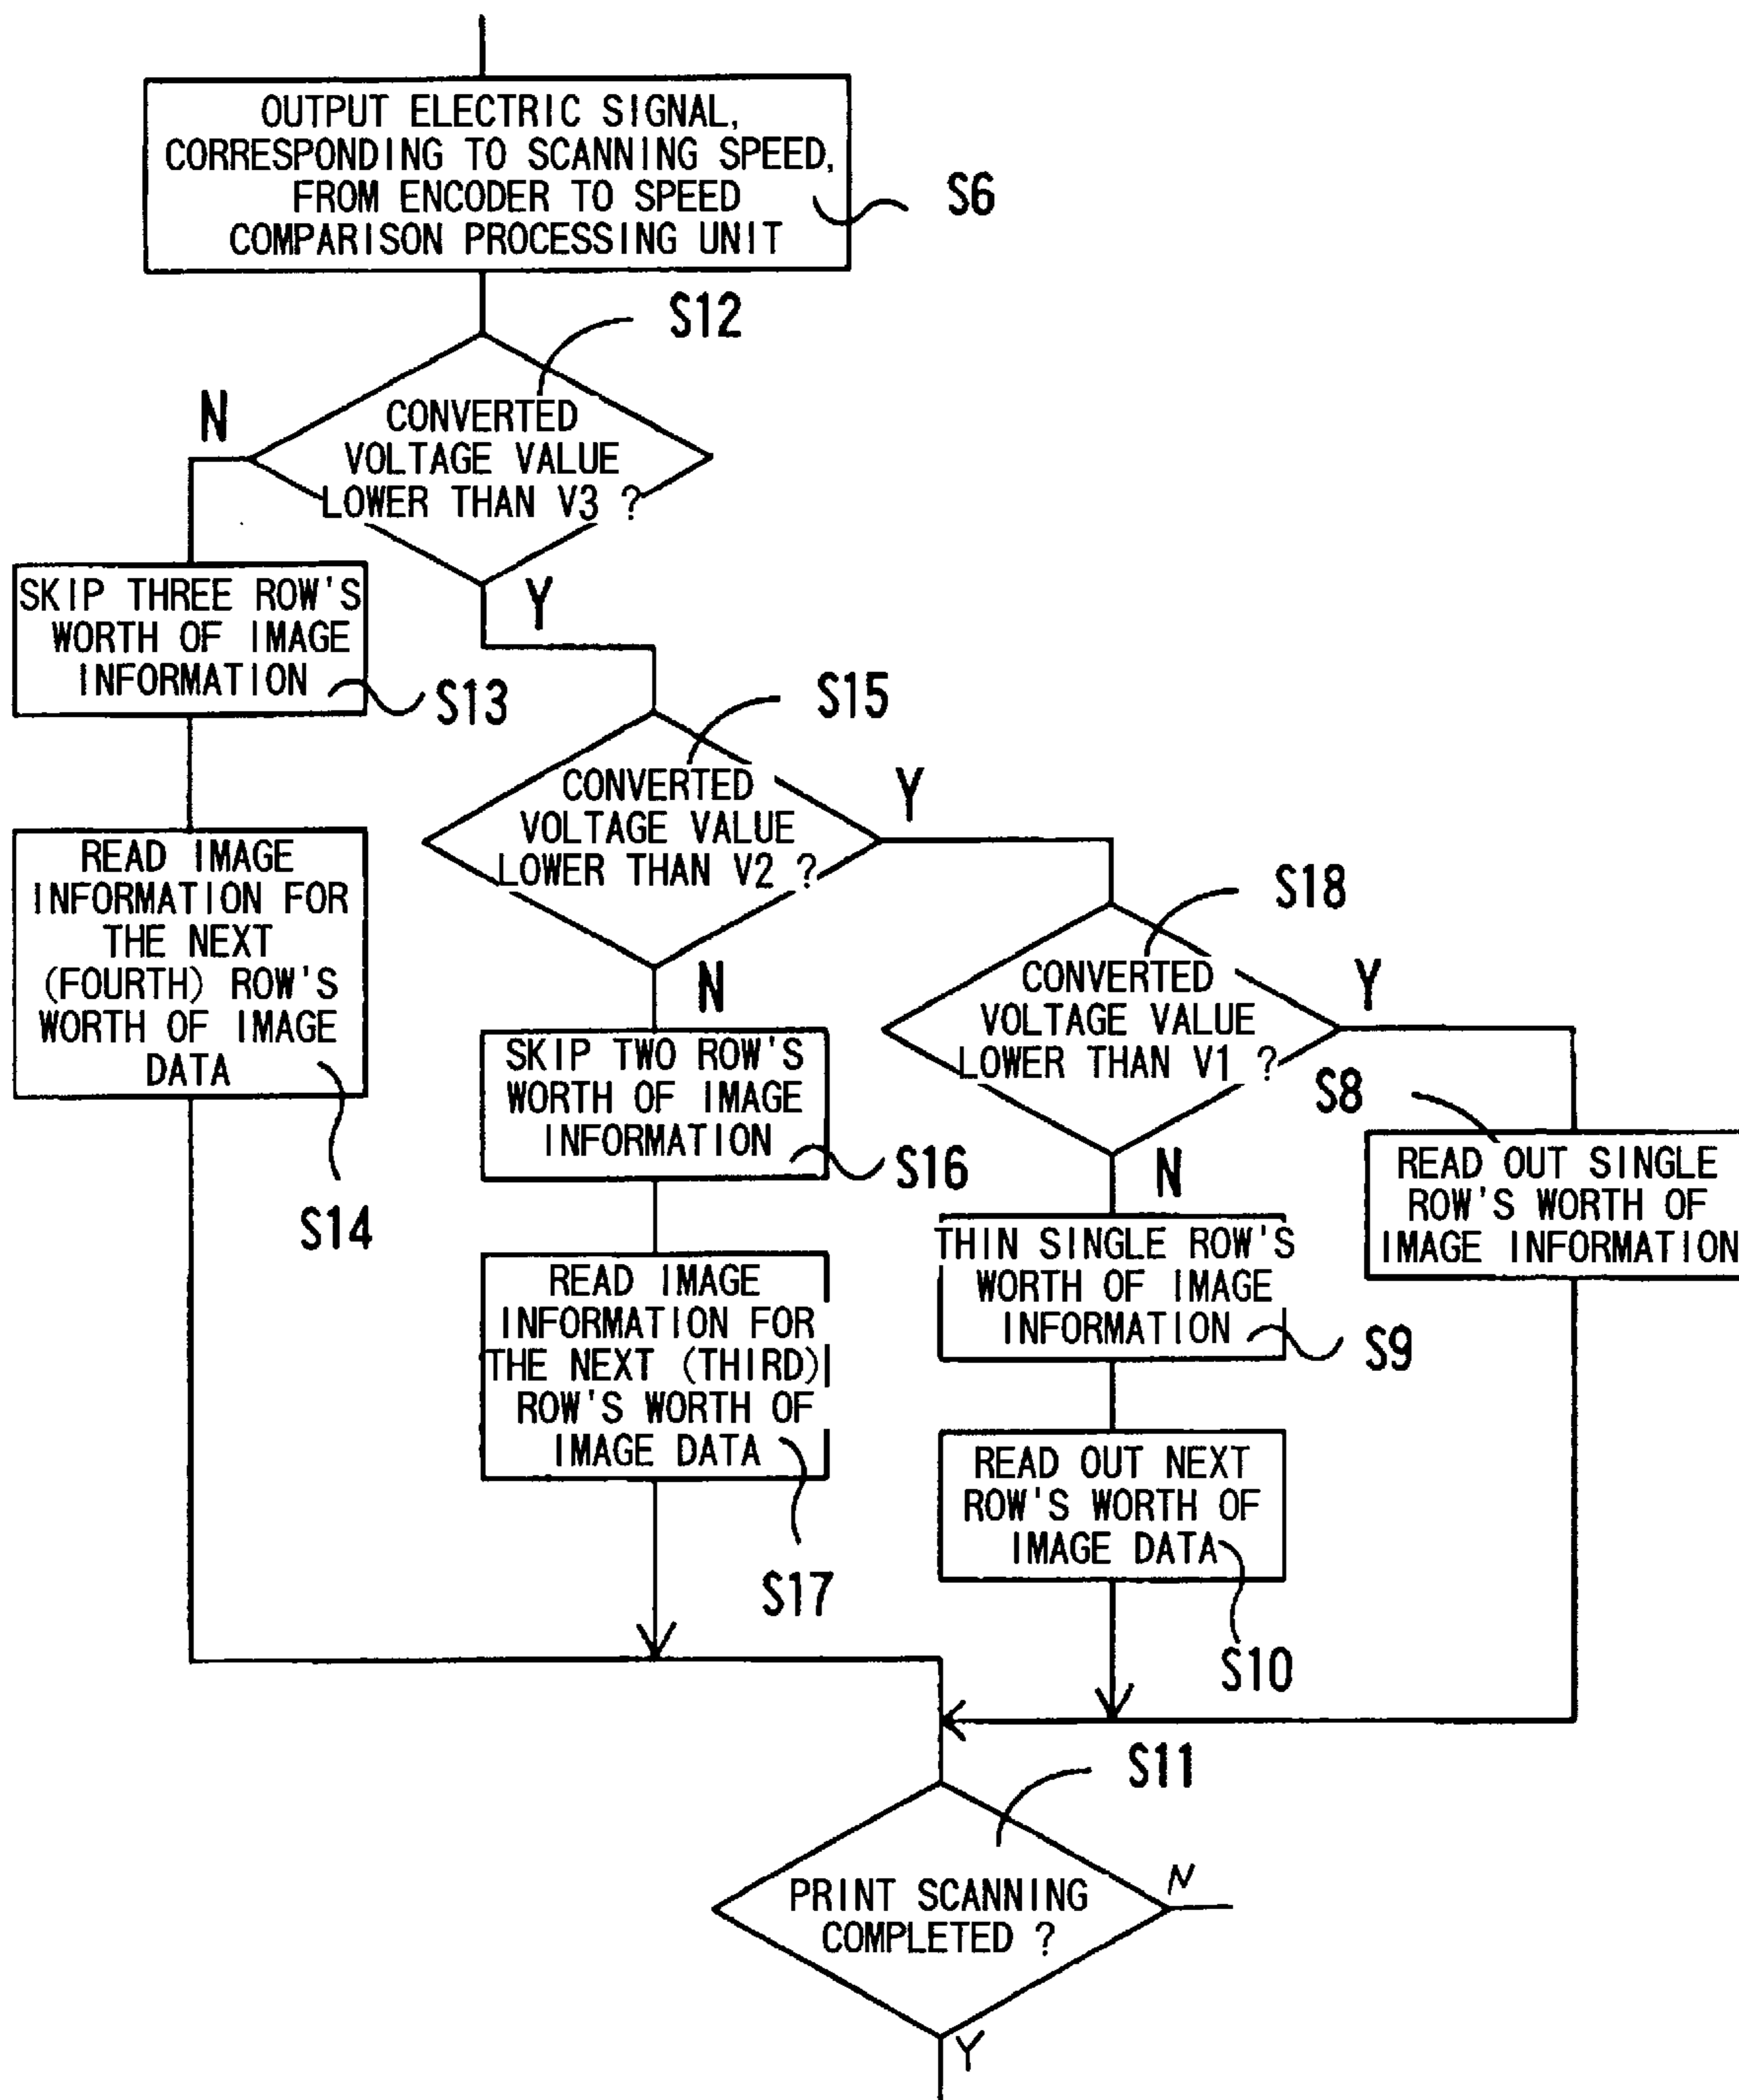 OUTPUT ELECTRIC SIGNAL,
CORRESPONDING TO SCANNING SPEED,
FROM ENCODER TO SPEED
COMPARISON PROCESSING UNIT
S6
S12
CONVERTED
VOLTAGE VALUE
LOWER THAN V3 ?
N
Y
SKIP THREE ROW'S
WORTH OF IMAGE
INFORMATION
S13
READ IMAGE
INFORMATION FOR
THE NEXT
(FOURTH) ROW'S
WORTH OF IMAGE
DATA
S14
S15
CONVERTED
VOLTAGE VALUE
LOWER THAN V2 ?
Y
N
SKIP TWO ROW'S
WORTH OF IMAGE
INFORMATION
S16
READ IMAGE
INFORMATION FOR
THE NEXT (THIRD)
ROW'S WORTH OF
IMAGE DATA
S17
S18
CONVERTED
VOLTAGE VALUE
LOWER THAN V1 ?
Y
N
S8
READ OUT SINGLE
ROW'S WORTH OF
IMAGE INFORMATION
THIN SINGLE ROW'S
WORTH OF IMAGE
INFORMATION
S9
READ OUT NEXT
ROW'S WORTH OF
IMAGE DATA
S10
S11
PRINT SCANNING
COMPLETED ?
N
Y